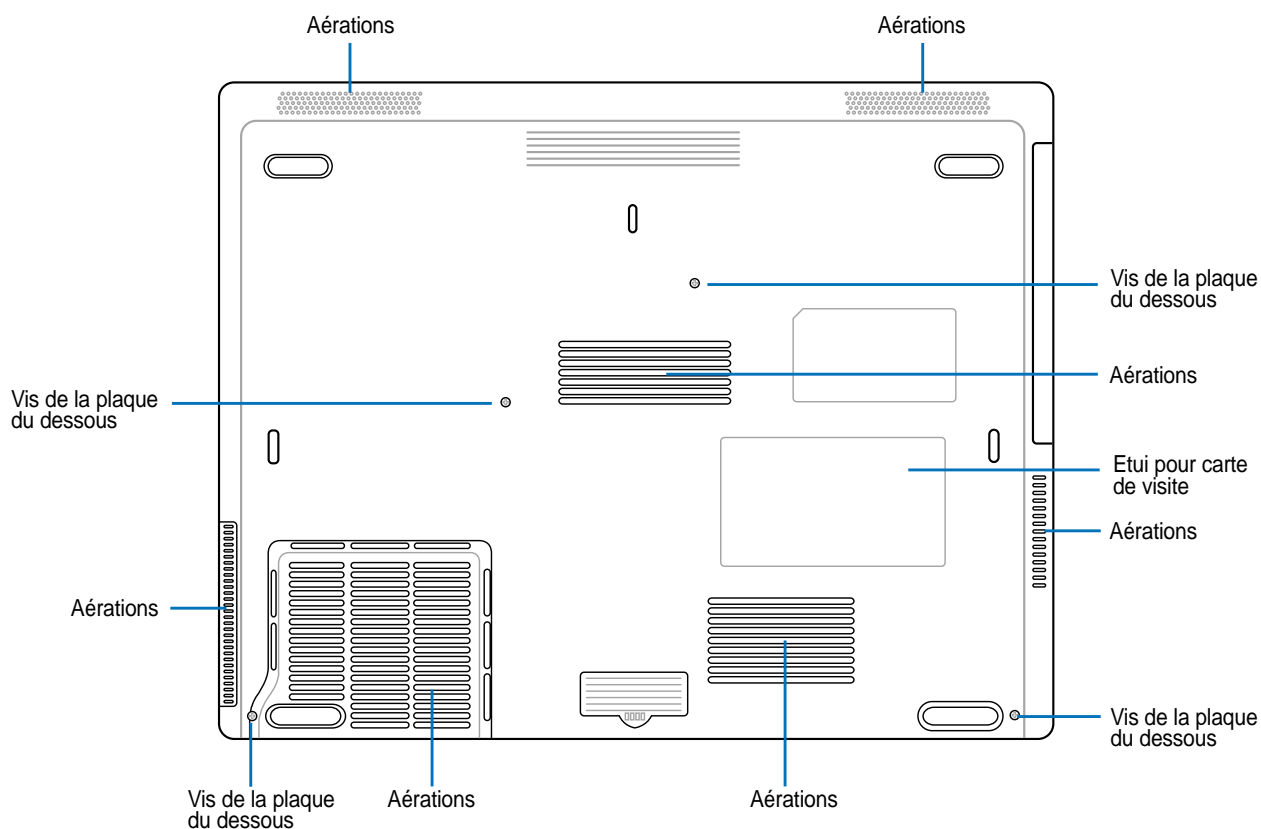 Aérations
Aérations
Vis de la plaque
du dessous
Aérations
Vis de la plaque
du dessous
Etui pour carte
de visite
Aérations
Aérations
Vis de la plaque
du dessous
Vis de la plaque
du dessous
Aérations
Aérations